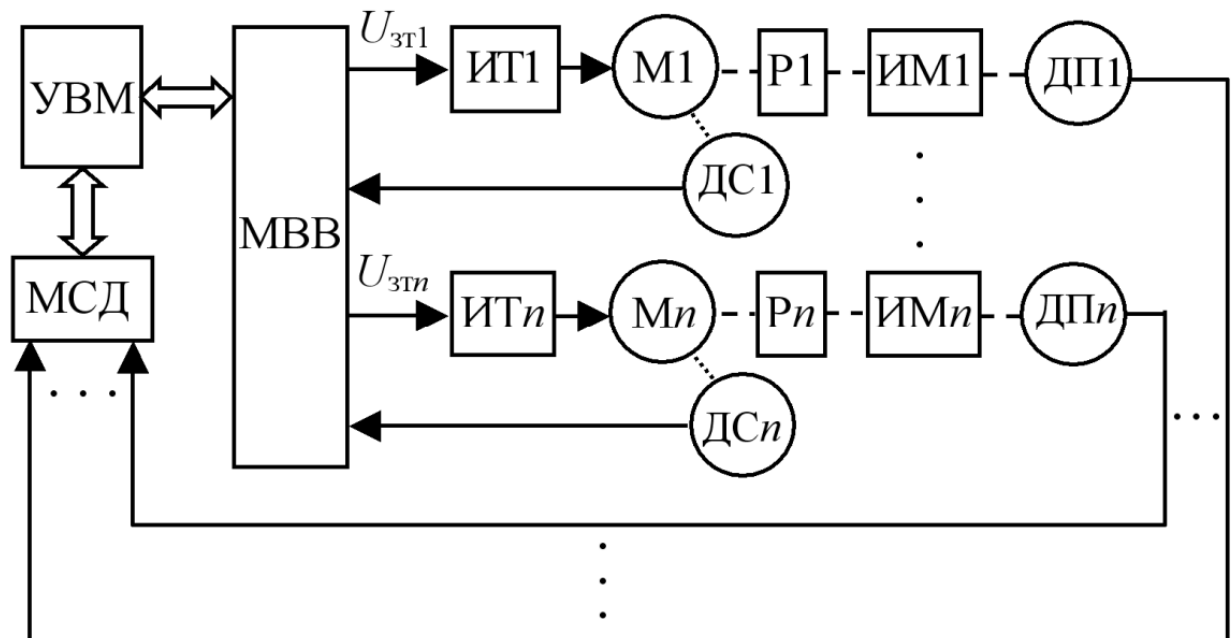 Uзт1
УВМ
ИТ1
М1
Р1
ИМ1
ДП1
ДС1
МВВ
Uзтn
МСД
ИТn
Мn
Рn
ИМn
ДПn
ДСn